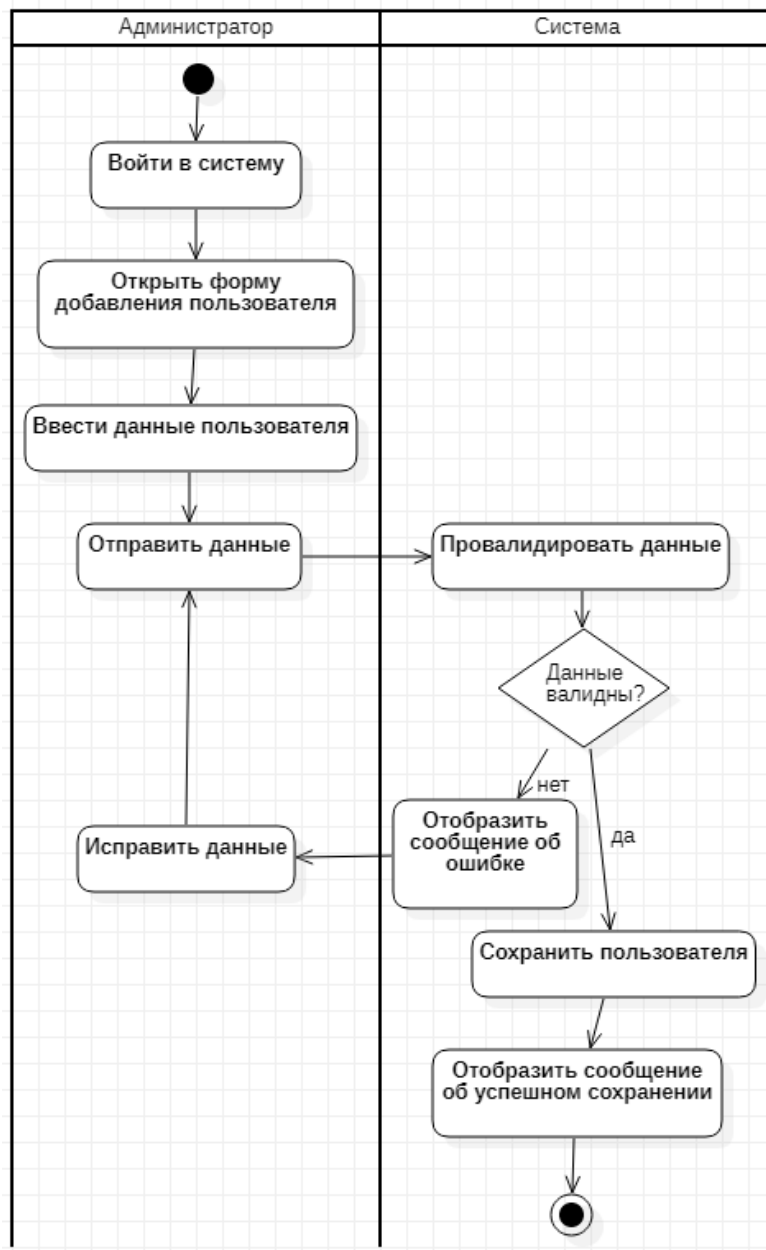 Администратор
Система
Войти в систему
Открыть форму
добавления пользователя
Ввести данные пользователя
Отправить данные
Провалидировать данные
Данные
валидны?
нет
да
Отобразить
сообщение об
ошибке
Исправить данные
Сохранить пользователя
Отобразить сообщение
об успешном сохранении